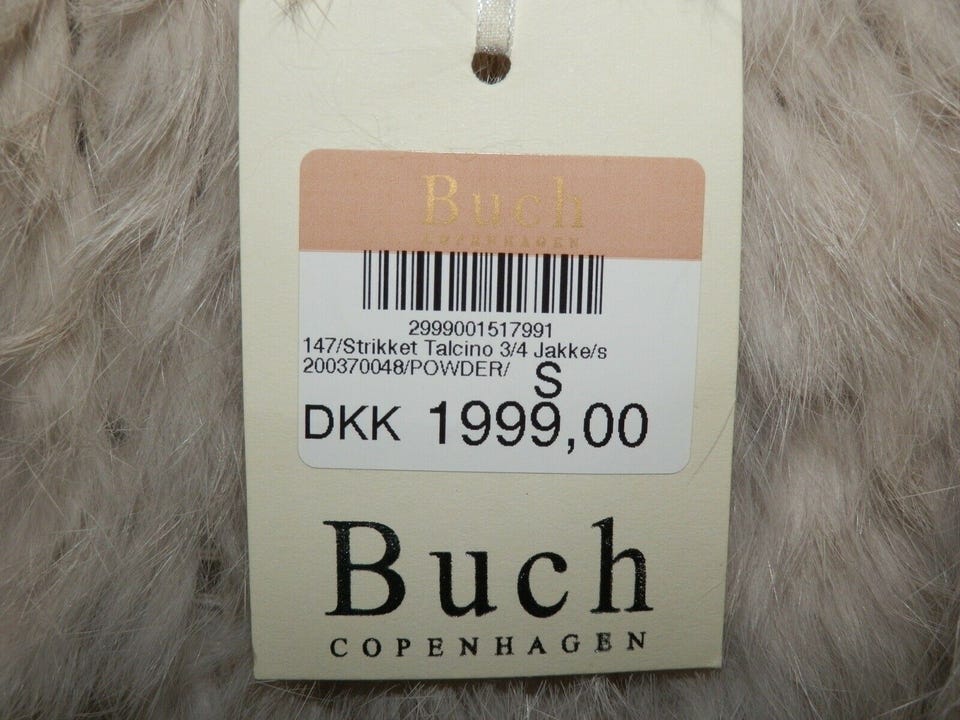 Buch
COPENHAGEN
2999001517991
147/Strikket Talcino 3/4 Jakke/s
200370048/POWDER/ S
DKK 1999,00
Buch
COPENHAGEN